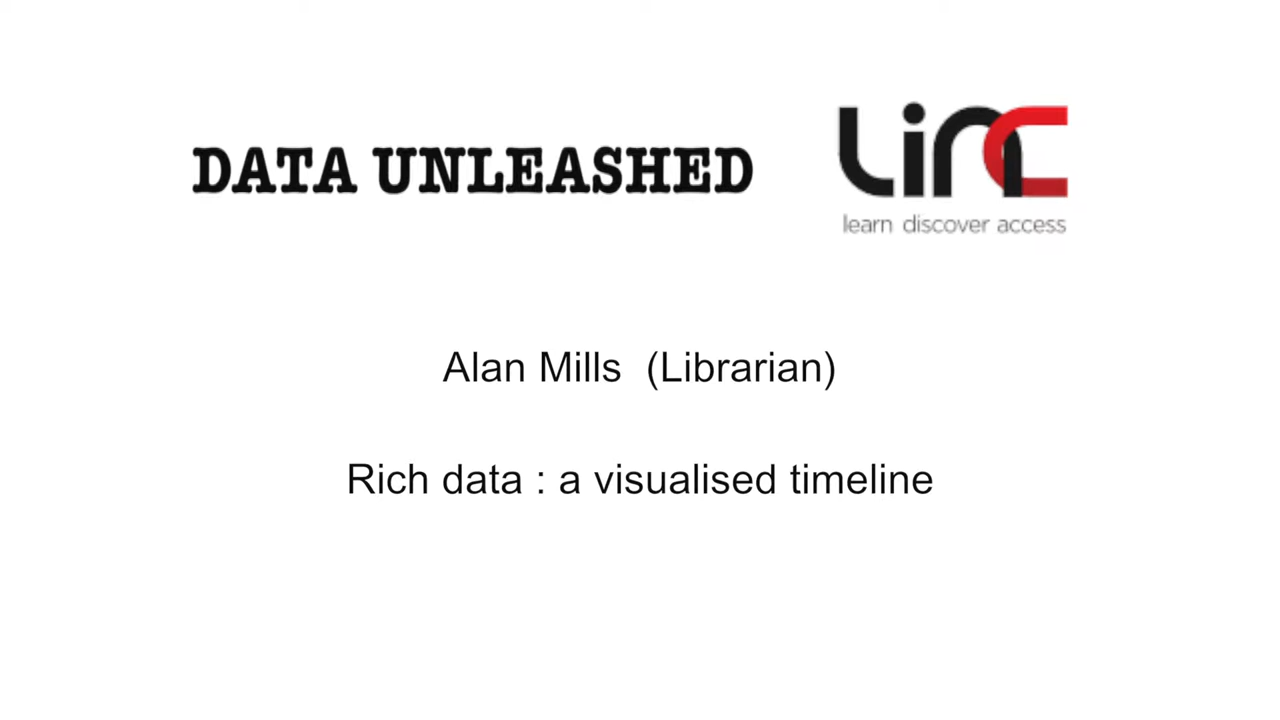 DATA UNLEASHED
LINC
learn discover access
Alan Mills (Librarian)
Rich data : a visualised timeline